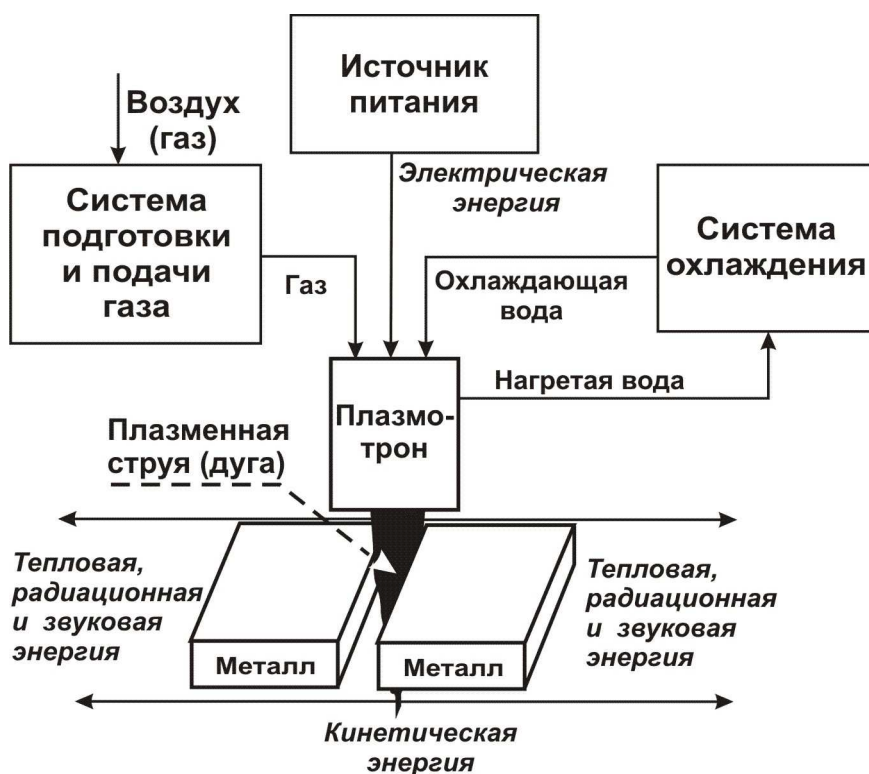 Источник
питания
Воздух
(газ)
Электрическая
энергия
Система
подготовки
и подачи
газа
Система
охлаждения
Газ
Охлаждающая
вода
Нагретая вода
Плазмо-
трон
Плазменная
струя (дуга)
Тепловая,
радиационная
и звуковая
энергия
Тепловая,
радиационная
и звуковая
энергия
Металл
Металл
Кинетическая
энергия